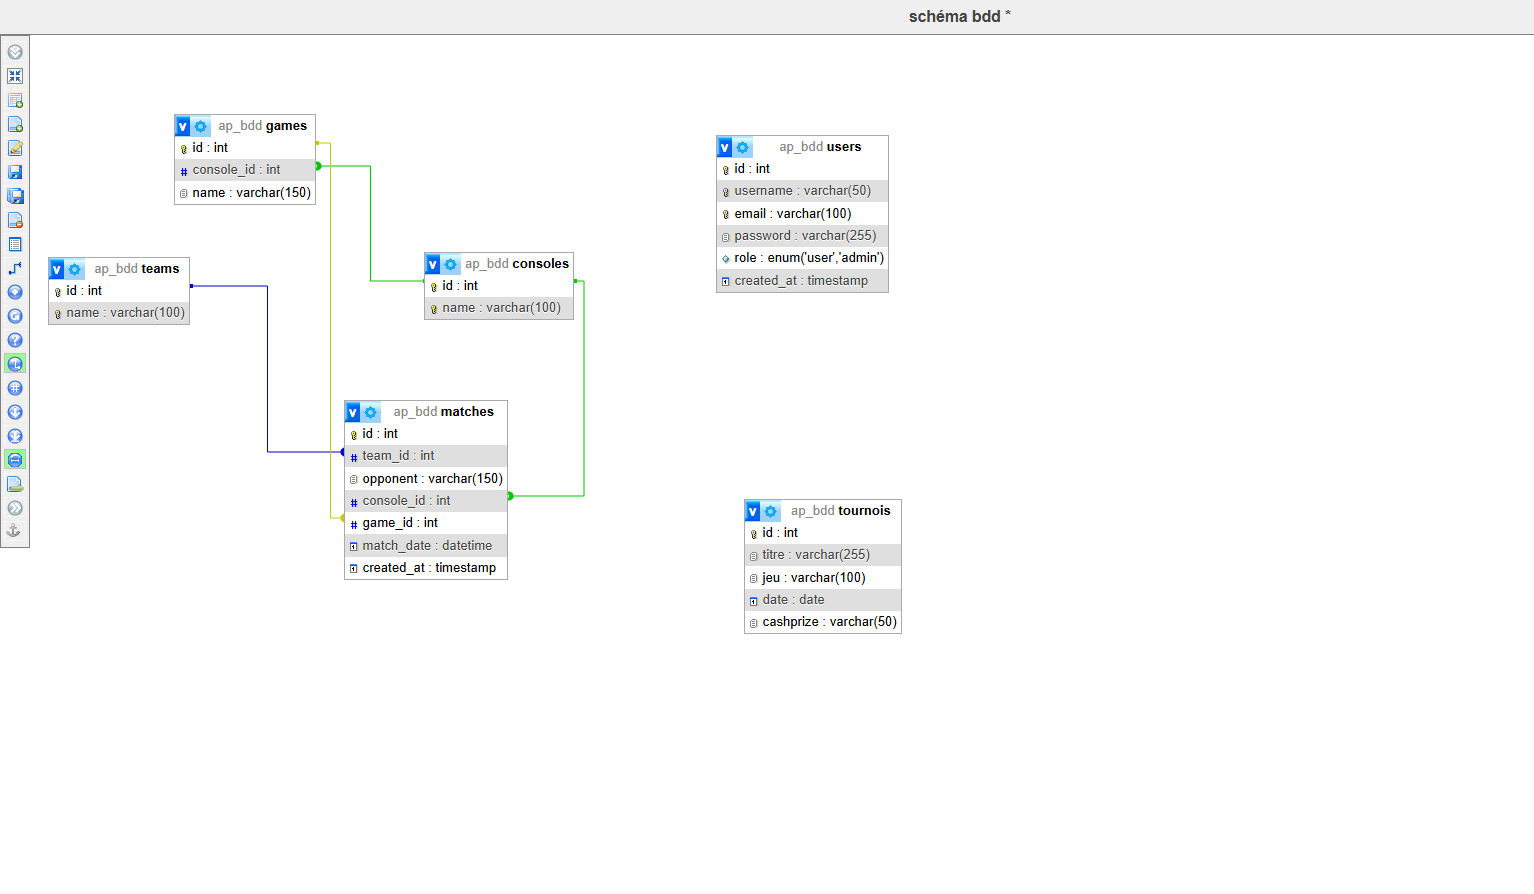 schéma bdd *
v ap_bdd games
id : int
# console_id : int
name : varchar(150)
v ap_bdd users
id : int
username : varchar(50)
email : varchar(100)
password : varchar(255)
role : enum('user','admin')
created_at : timestamp
v ap_bdd teams
id : int
name : varchar(100)
v ap_bdd consoles
id : int
name : varchar(100)
v ap_bdd matches
id : int
# team_id : int
opponent : varchar(150)
# console_id : int
# game_id : int
match_date : datetime
created_at : timestamp
v ap_bdd tournois
id : int
titre : varchar(255)
jeu : varchar(100)
date : date
cashprize : varchar(50)